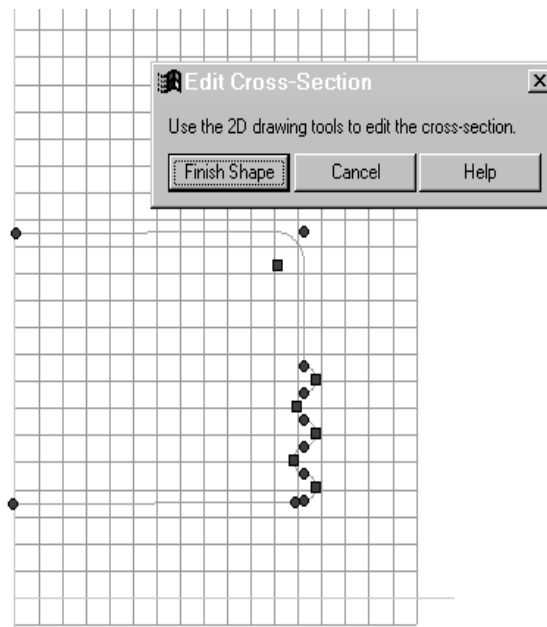 Edit Cross-Section
Use the 2D drawing tools to edit the cross-section.
Finish Shape
Cancel
Help